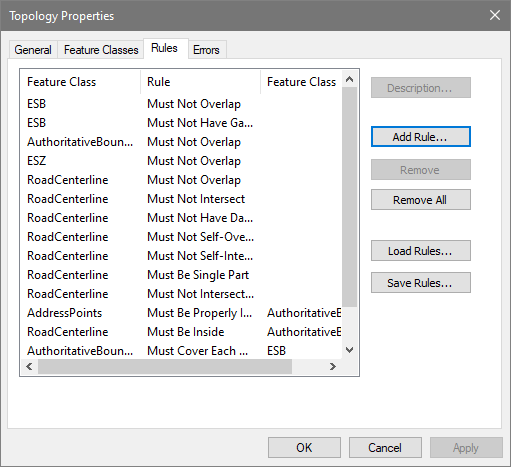 Topology Properties
General Feature Classes Rules Errors
Feature Class Rule Feature Class
ESB Must Not Overlap
ESB Must Not Have Ga...
AuthoritativeBoun... Must Not Overlap
ESZ Must Not Overlap
RoadCenterline Must Not Overlap
RoadCenterline Must Not Intersect
RoadCenterline Must Not Have Da...
RoadCenterline Must Not Self-Ove...
RoadCenterline Must Not Self-Inte...
RoadCenterline Must Be Single Part
RoadCenterline Must Not Intersect...
AddressPoints Must Be Properly I... AuthoritativeB
RoadCenterline Must Be Inside AuthoritativeB
AuthoritativeBoun... Must Cover Each ... ESB
Description...
Add Rule...
Remove
Remove All
Load Rules...
Save Rules...
OK Cancel Apply